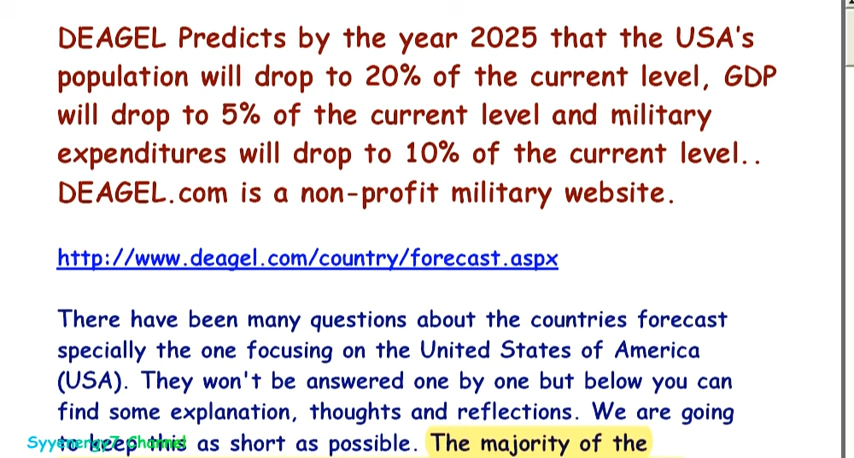 DEAGEL Predicts by the year 2025 that the USA's
population will drop to 20% of the current level, GDP
will drop to 5% of the current level and military
expenditures will drop to 10% of the current level..
DEAGEL.com is a non-profit military website.
http://www.deagel.com/country/forecast.aspx
There have been many questions about the countries forecast
specially the one focusing on the United States of America
(USA). They won't be answered one by one but below you can
find some explanation, thoughts and reflections. We are going
to keep this as short as possible. The majority of the
Syyenergy7 Channel